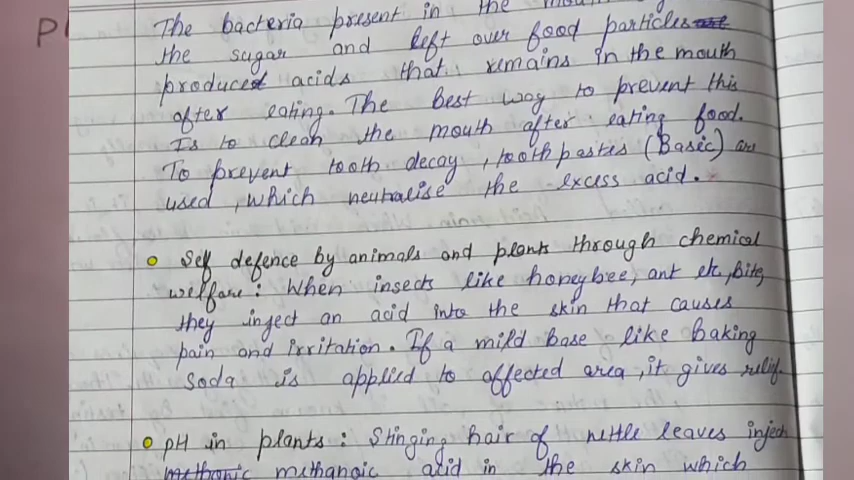 The bacteria present in the mou
the sugar and left over food particles
produced acids that remains in the mouth
after eating. The best way to prevent this
Is to clean the mouth after eating food.
To prevent tooth decay, toothpastes (Basic) are
used, which neutralise the excess acid.
Self defence by animals and plants through chemical
welfare: When insects like honeybee, ant etc, bite,
they inject an acid into the skin that causes
pain and irritation. If a mild base like baking
soda is applied to affected area, it gives relief.
pH in plants: Stinging hair of nettle leaves inject
methanoic acid in the skin which